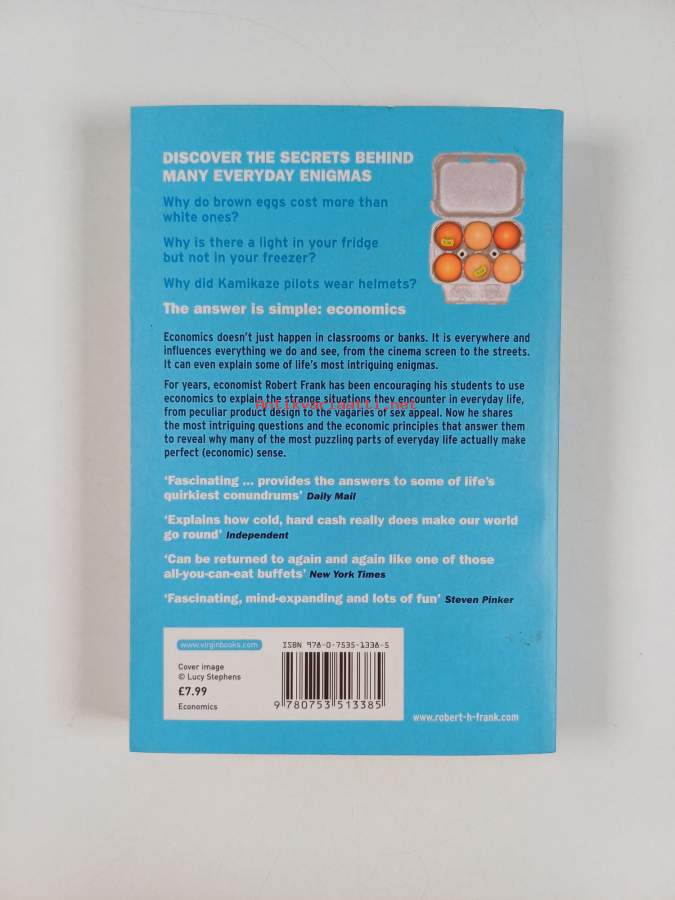 DISCOVER THE SECRETS BEHIND
MANY EVERYDAY ENIGMAS
Why do brown eggs cost more than
white ones?
Why is there a light in your fridge
but not in your freezer?
Why did Kamikaze pilots wear helmets?
The answer is simple: economics
Economics doesn't just happen in classrooms or banks. It is everywhere and
influences everything we do and see, from the cinema screen to the streets.
It can even explain some of life's most intriguing enigmas.
For years, economist Robert Frank has been encouraging his students to use
economics to explain the strange situations they encounter in everyday life,
from peculiar product design to the vagaries of sex appeal. Now he shares
the most intriguing questions and the economic principles that answer them
to reveal why many of the most puzzling parts of everyday life actually make
perfect (economic) sense.
Antikvariaatti.net
'Fascinating ... provides the answers to some of life's
quirkiest conundrums' Daily Mail
'Explains how cold, hard cash really does make our world
go round' Independent
'Can be returned to again and again like one of those
all-you-can-eat buffets' New York Times
'Fascinating, mind-expanding and lots of fun' Steven Pinker
www.virginbooks.com
Cover image
© Lucy Stephens
£7.99
Economics
ISBN 978-0-7535-1338-5
9 780753 513385
www.robert-h-frank.com